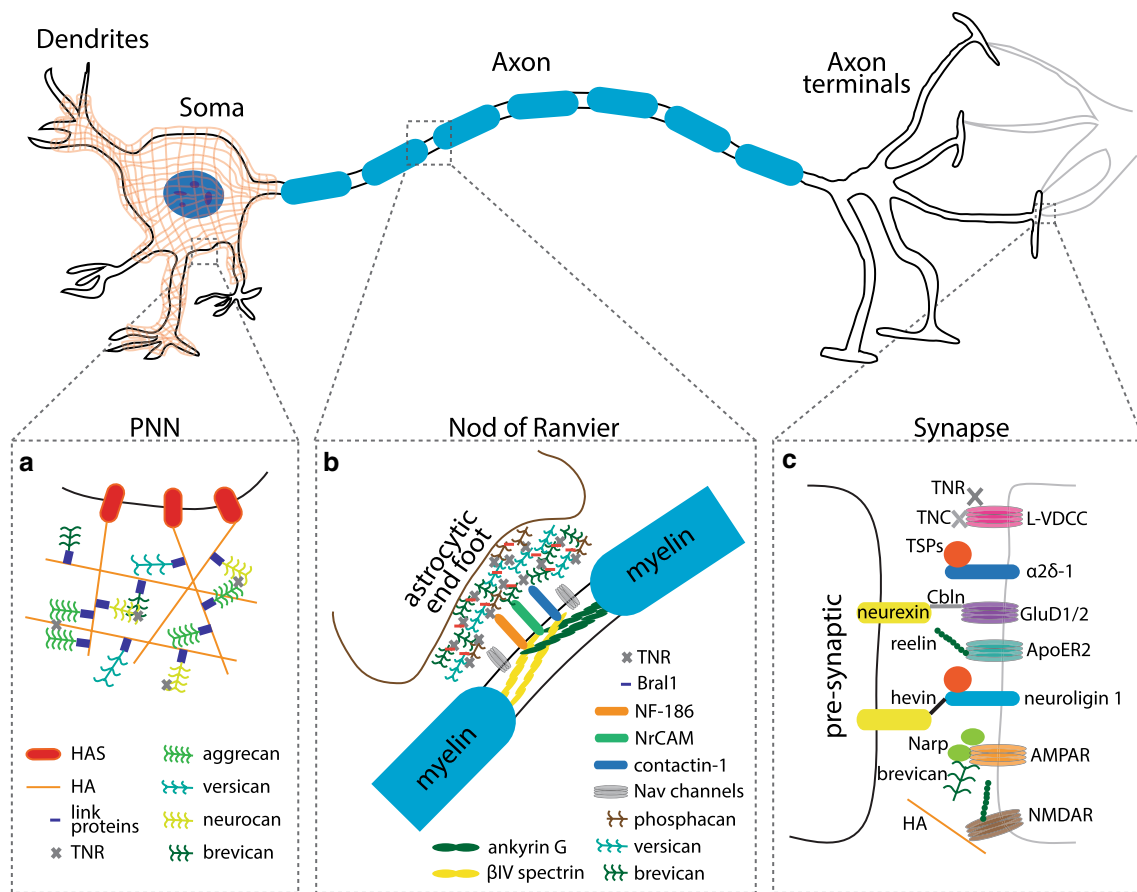 Dendrites
Soma
Axon
Axon
terminals
PNN
Nod of Ranvier
Synapse
a
HAS
HA
link
proteins
TNR
aggrecan
versican
neurocan
brevican
b
astrocytic
end foot
myelin
myelin
TNR
Bral1
NF-186
NrCAM
contactin-1
Nav channels
phosphacan
versican
brevican
ankyrin G
βIV spectrin
c
pre-synaptic
TNR
TNC
L-VDCC
TSPs
α2δ-1
Cbln
neurexin
GluD1/2
reelin
ApoER2
hevin
neuroligin 1
Narp
AMPAR
brevican
HA
NMDAR